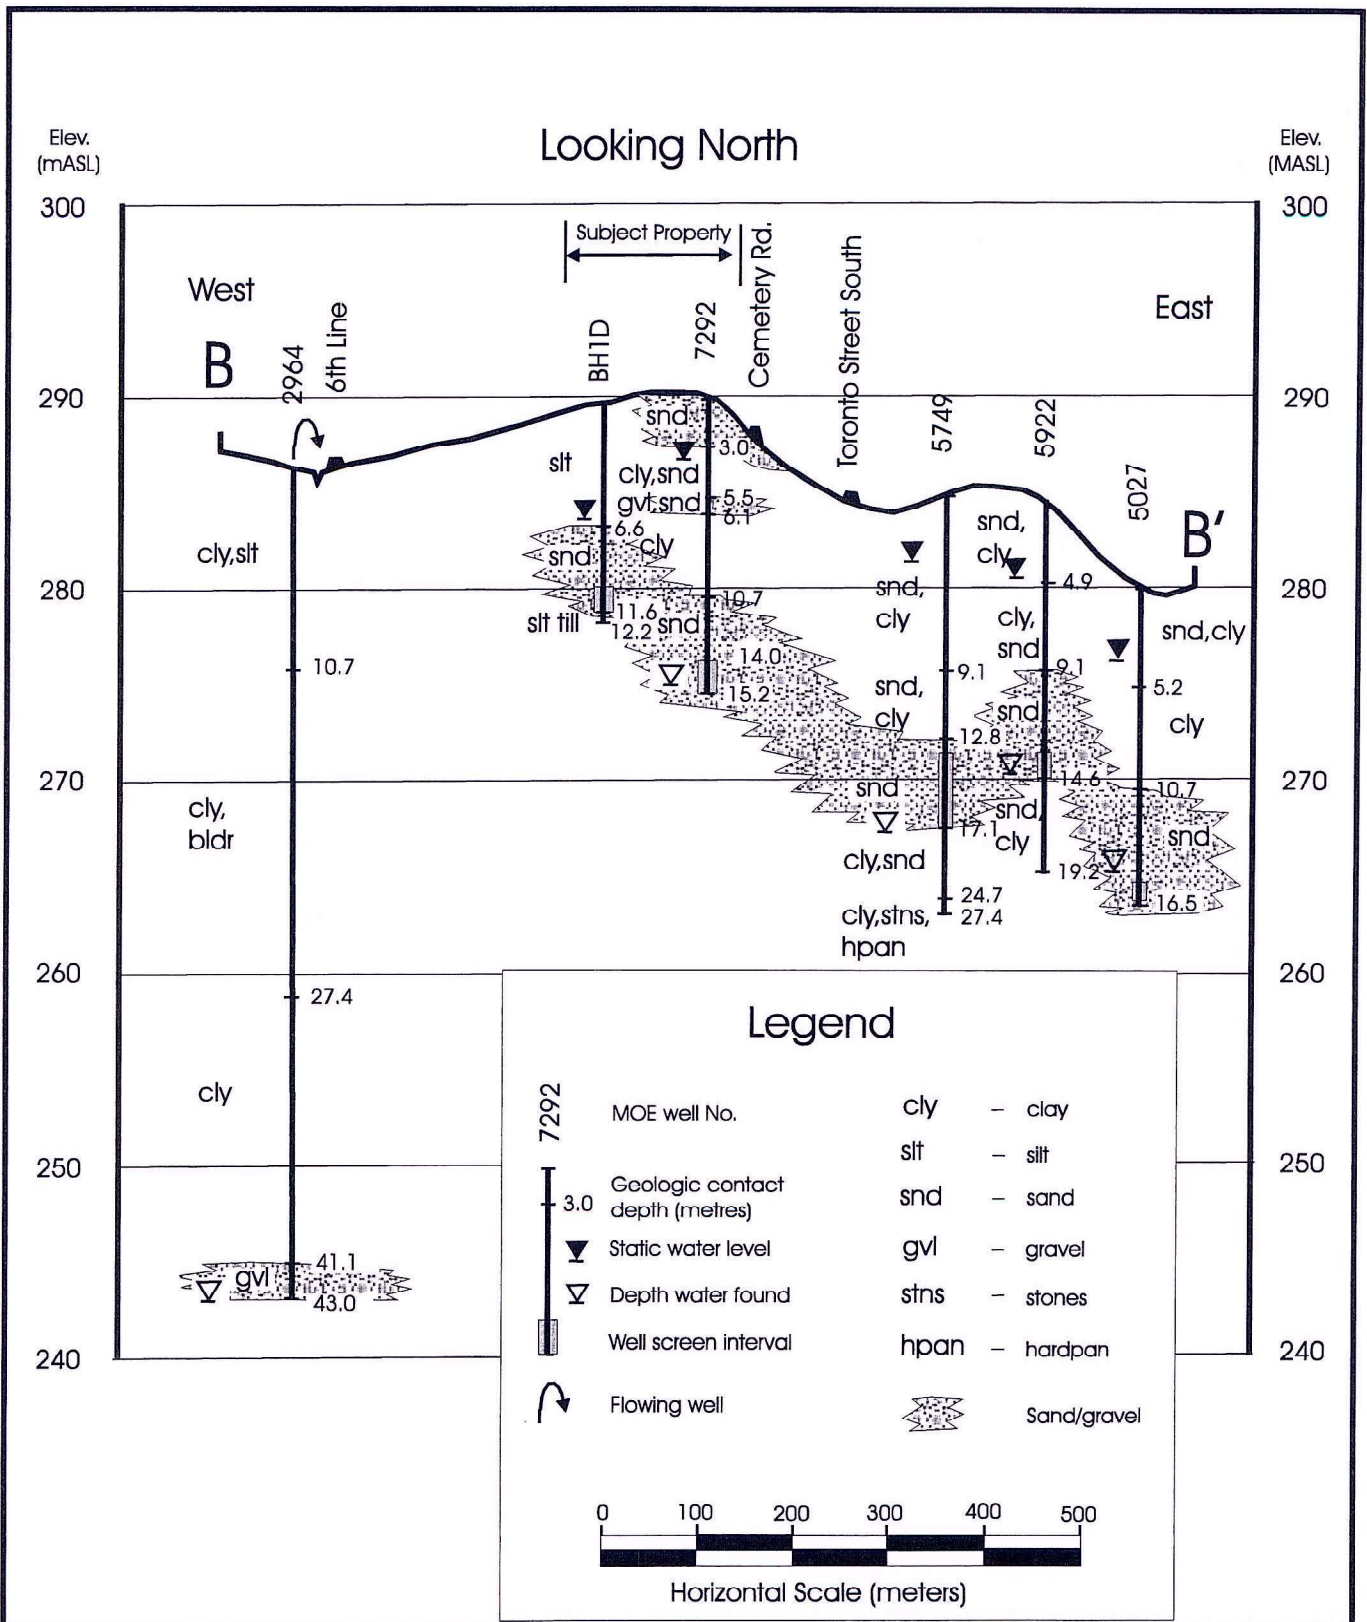 Looking North
Elev.
(mASL)
Elev.
(MASL)
300
300
Subject Property
West
East
B
B'
2964
6th Line
BH1D
7292
Cemetery Rd.
Toronto Street South
5749
5922
5027
290
290
snd
3.0
slt
cly,snd
gvl,snd
5.5
6.1
6.6
cly
snd
cly,slt
snd,
cly
280
280
4.9
snd,
cly
10.7
11.6
12.2
slt till
snd
cly,
snd
snd,cly
14.0
15.2
10.7
9.1
9.1
5.2
snd,
cly
snd
cly
12.8
270
270
14.6
10.7
cly,
bldr
snd
17.1
snd,
cly
snd
cly,snd
19.2
16.5
24.7
27.4
cly,stns,
hpan
260
260
27.4
cly
250
250
41.1
gvl
43.0
240
240
Legend
7292
MOE well No.
3.0
Geologic contact
depth (metres)
Static water level
Depth water found
Well screen interval
Flowing well
cly – clay
slt – silt
snd – sand
gvl – gravel
stns – stones
hpan – hardpan
Sand/gravel
0 100 200 300 400 500
Horizontal Scale (meters)